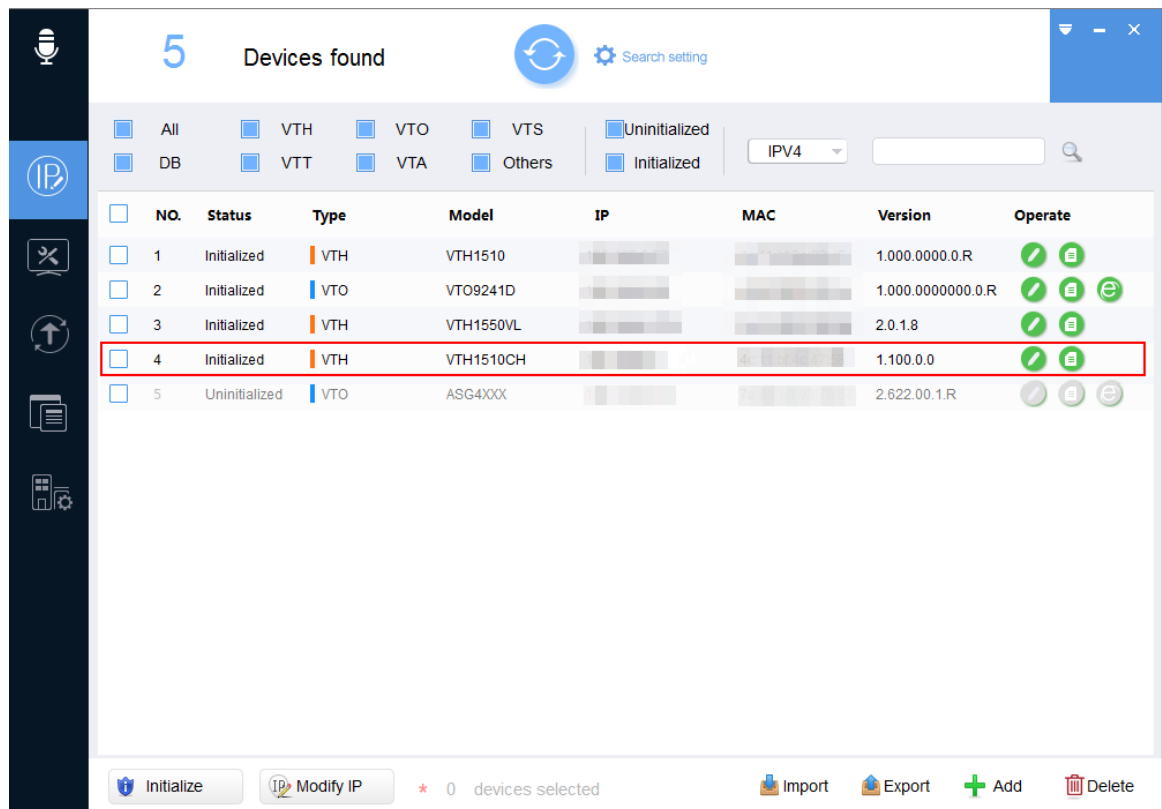 5 Devices found Search setting
All VTH VTO VTS Uninitialized
DB VTT VTA Others Initialized
IPV4
NO. Status Type Model IP MAC Version Operate
1 Initialized VTH VTH1510 1.000.0000.0.R
2 Initialized VTO VTO9241D 1.000.0000000.0.R
3 Initialized VTH VTH1550VL 2.0.1.8
4 Initialized VTH VTH1510CH 1.100.0.0
5 Uninitialized VTO ASG4XXX 2.622.00.1.R
Initialize Modify IP * 0 devices selected Import Export Add Delete